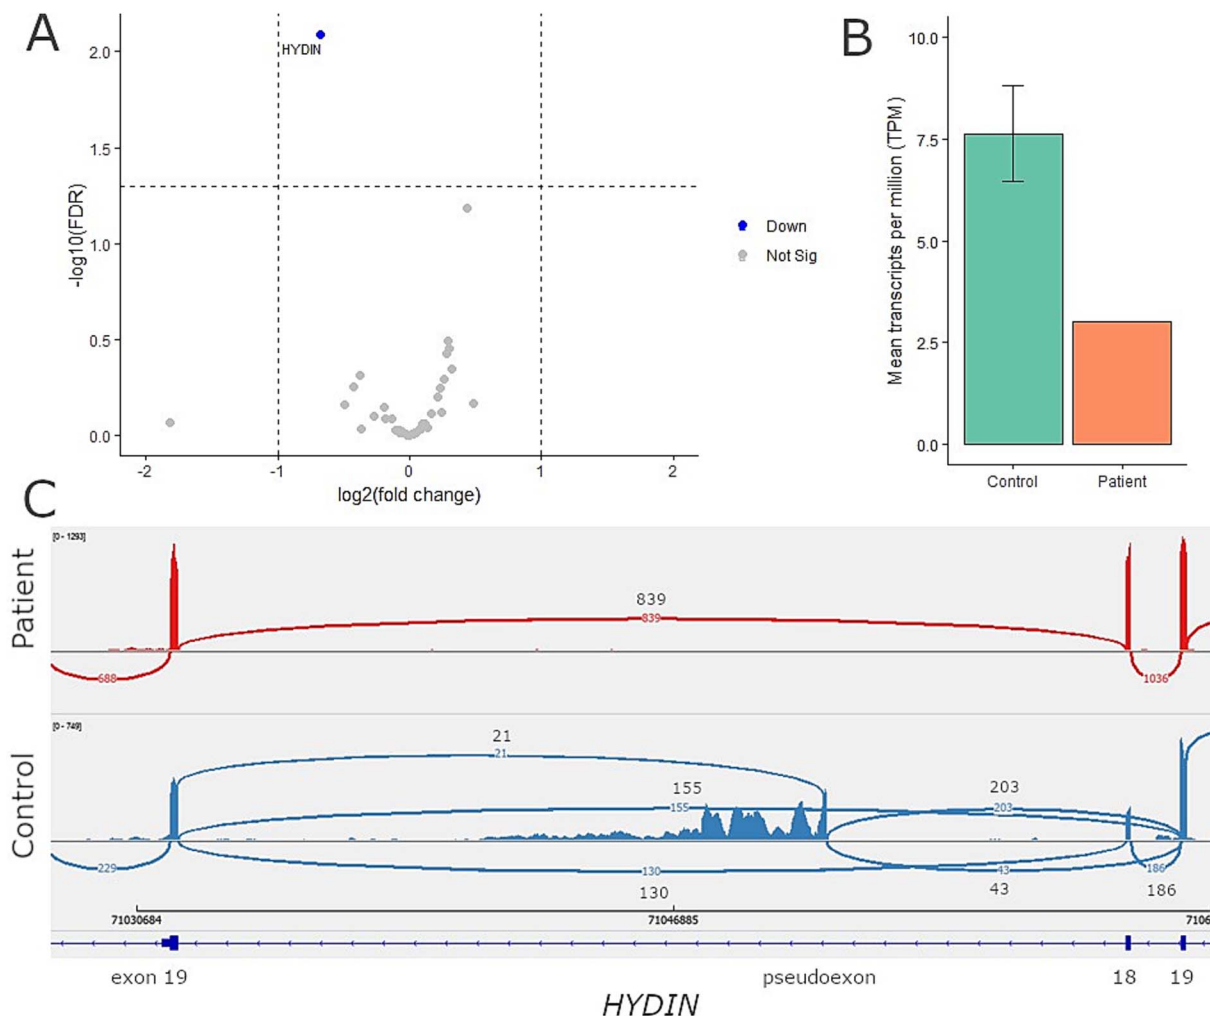 A
2.0
1.5
1.0
0.5
0.0
-log10(FDR)
HYDIN
-2
-1
0
1
2
log2(fold change)
Down
Not Sig
B
10.0
7.5
5.0
2.5
0.0
Mean transcripts per million (TPM)
Control
Patient
C
Patient
[0 - 1293]
839
839
688
1036
Control
[0 - 749]
21
21
155
155
203
203
229
130
130
43
43
186
186
71030684
71046885
7106
exon 19
pseudoexon
18
19
HYDIN